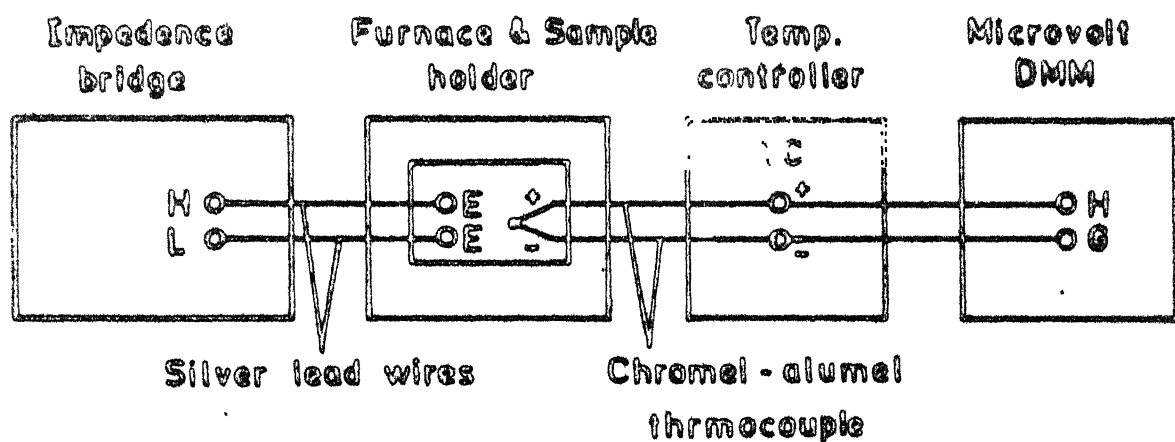 Impedence
bridge
Furnace & Sample
holder
Temp.
controller
Microvolt
DMM
H
L
E
E
+
-
+
-
H
G
Silver lead wires
Chromel - alumel
thrmocouple